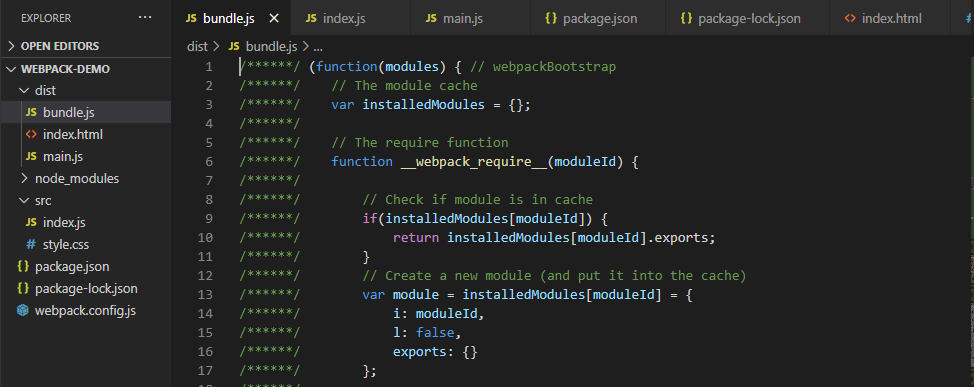 EXPLORER
OPEN EDITORS
WEBPACK-DEMO
dist
JS bundle.js
<> index.html
JS main.js
node_modules
src
JS index.js
# style.css
{} package.json
{} package-lock.json
webpack.config.js
JS bundle.js × JS index.js JS main.js {} package.json {} package-lock.json <> index.html
dist > JS bundle.js > ...
1 /******/ (function(modules) { // webpackBootstrap
2 /******/ // The module cache
3 /******/ var installedModules = {};
4 /******/
5 /******/ // The require function
6 /******/ function __webpack_require__(moduleId) {
7 /******/
8 /******/ // Check if module is in cache
9 /******/ if(installedModules[moduleId]) {
10 /******/ return installedModules[moduleId].exports;
11 /******/ }
12 /******/ // Create a new module (and put it into the cache)
13 /******/ var module = installedModules[moduleId] = {
14 /******/ i: moduleId,
15 /******/ l: false,
16 /******/ exports: {}
17 /******/ };
18 /******/